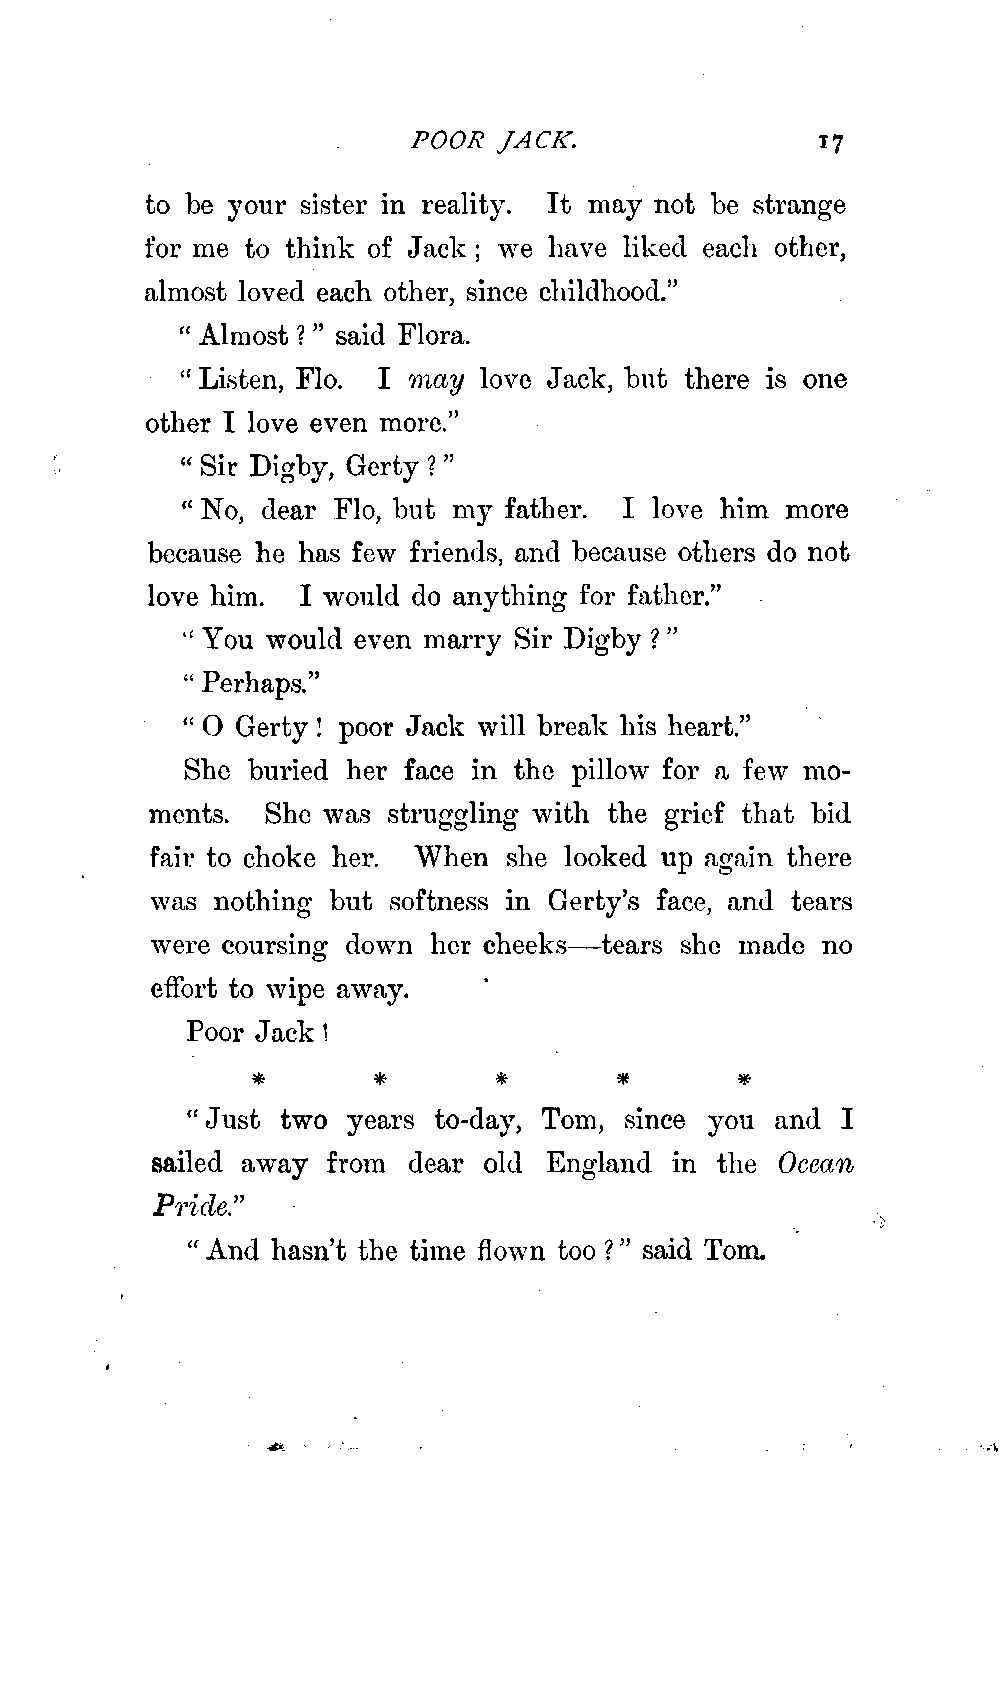 POOR JACK. 17
to be your sister in reality. It may not be strange
for me to think of Jack; we have liked each other,
almost loved each other, since childhood."
"Almost?" said Flora.
"Listen, Flo. I may love Jack, but there is one
other I love even more."
"Sir Digby, Gerty?"
"No, dear Flo, but my father. I love him more
because he has few friends, and because others do not
love him. I would do anything for father."
"You would even marry Sir Digby?"
"Perhaps."
"O Gerty! poor Jack will break his heart."
She buried her face in the pillow for a few mo-
ments. She was struggling with the grief that bid
fair to choke her. When she looked up again there
was nothing but softness in Gerty's face, and tears
were coursing down her cheeks—tears she made no
effort to wipe away.
Poor Jack!
* * * * *
"Just two years to-day, Tom, since you and I
sailed away from dear old England in the Ocean
Pride."
"And hasn't the time flown too?" said Tom.